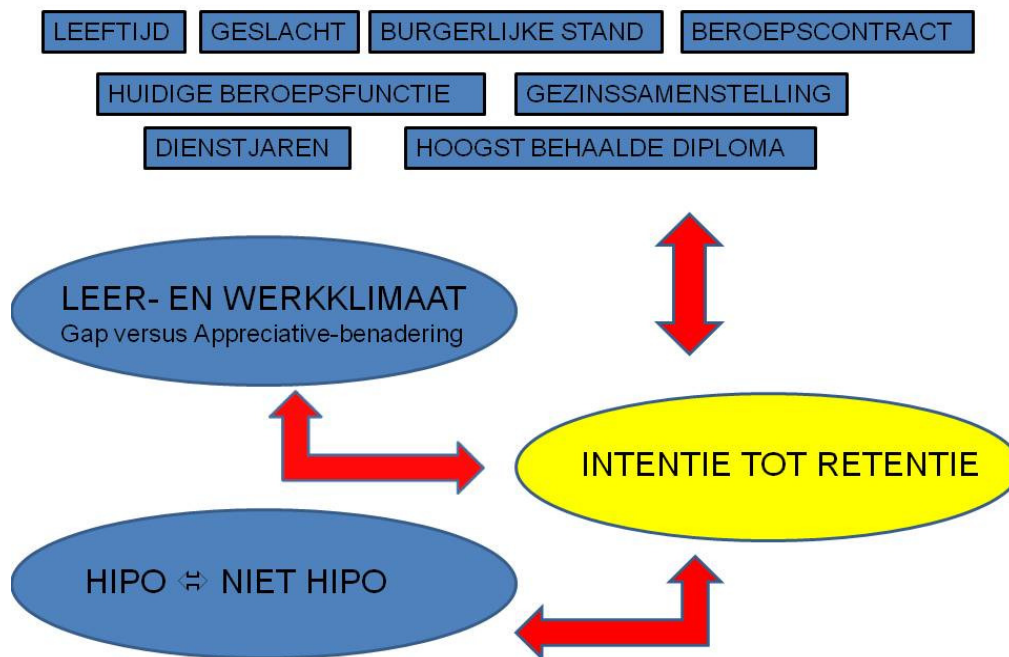 LEEFTIJD GESLACHT BURGERLIJKE STAND BEROEPSCONTRACT
HUIDIGE BEROEPSFUNCTIE GEZINSSAMENSTELLING
DIENSTJAREN HOOGST BEHAALDE DIPLOMA
LEER- EN WERKKLIMAAT
Gap versus Appreciative-benadering
INTENTIE TOT RETENTIE
HIPO ⇔ NIET HIPO